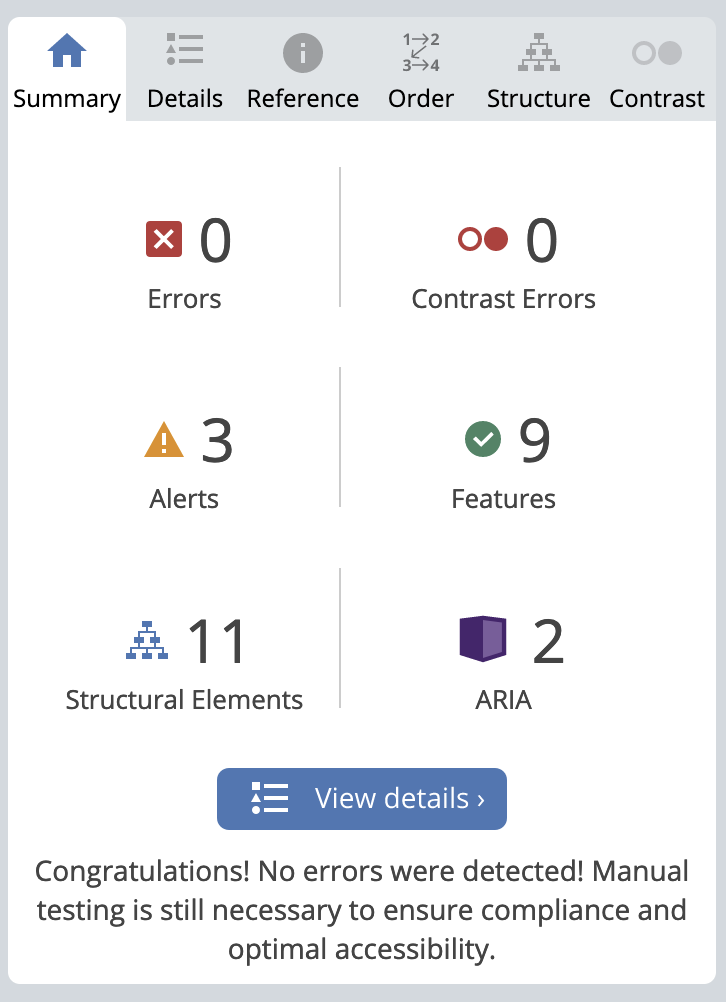 Summary
Details
Reference
1→2
3→4
Order
Structure
Contrast
0
Errors
0
Contrast Errors
3
Alerts
9
Features
11
Structural Elements
2
ARIA
View details ›
Congratulations! No errors were detected! Manual
testing is still necessary to ensure compliance and
optimal accessibility.